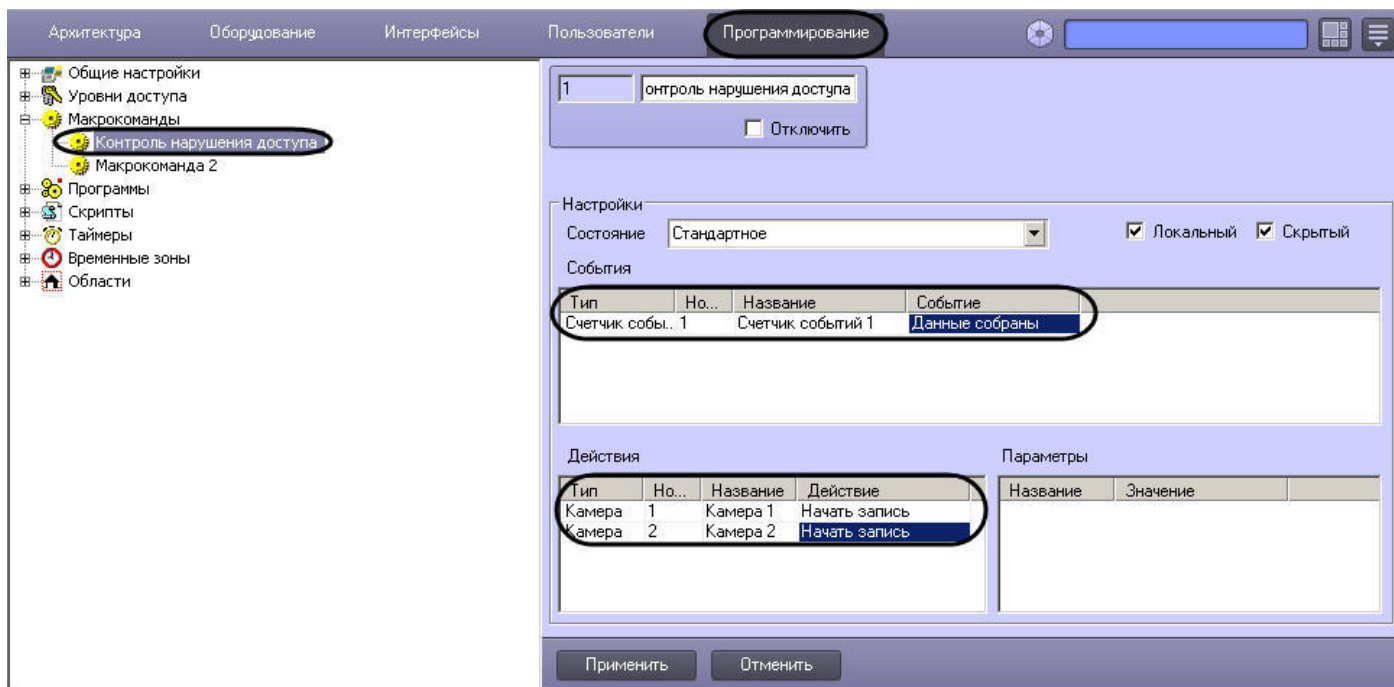 Архитектура Оборудование Интерфейсы Пользователи Программирование
Общие настройки
Уровни доступа
Макрокоманды
Контроль нарушения доступа
Макрокоманда 2
Программы
Скрипты
Таймеры
Временные зоны
Области
1 онтроль нарушения доступа
Отключить
Настройки
Состояние Стандартное Локальный Скрытый
События
Тип Но... Название Событие
Счетчик собы.. 1 Счетчик событий 1 Данные собраны
Действия
Тип Но... Название Действие
Камера 1 Камера 1 Начать запись
Камера 2 Камера 2 Начать запись
Параметры
Название Значение
Применить Отменить